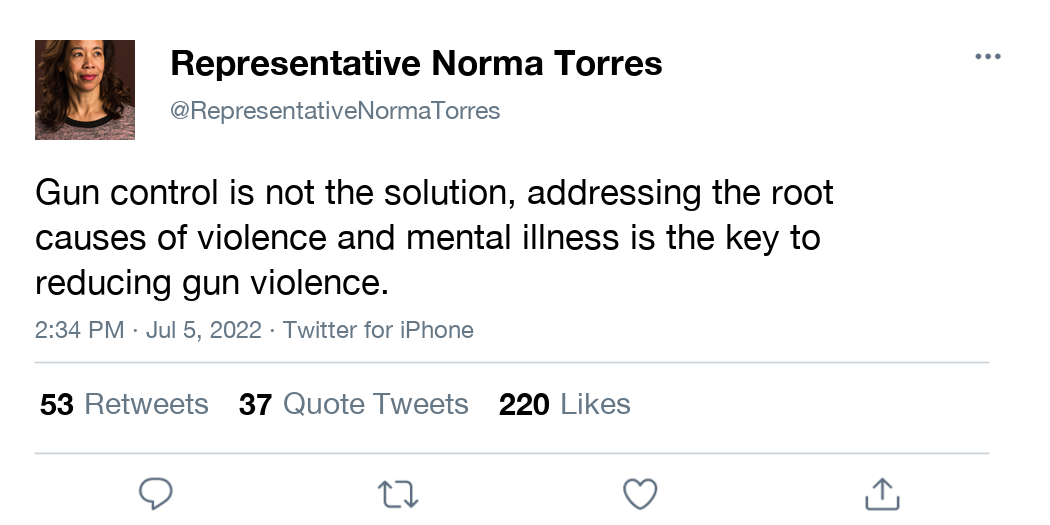 Representative Norma Torres
@RepresentativeNormaTorres
Gun control is not the solution, addressing the root
causes of violence and mental illness is the key to
reducing gun violence.
2:34 PM · Jul 5, 2022 · Twitter for iPhone
53 Retweets 37 Quote Tweets 220 Likes